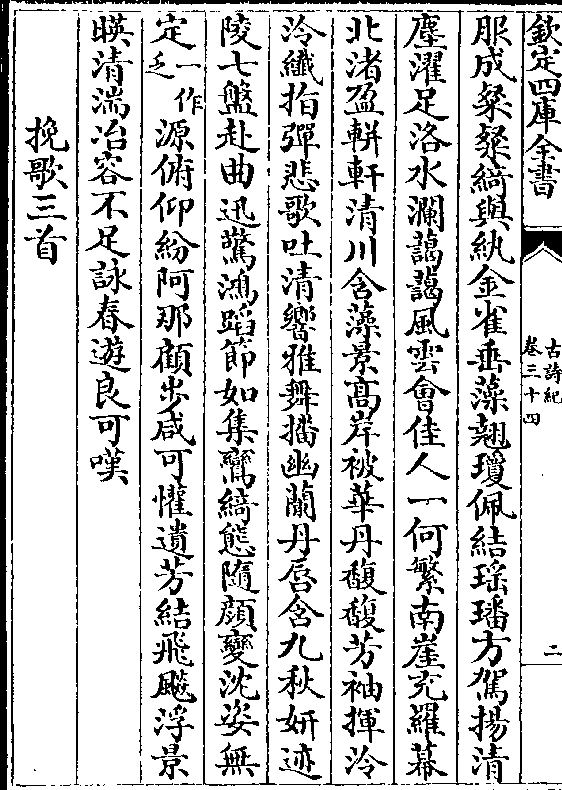 欽定四庫全書
古詩紀
卷三十四
二
服成粲粲綺與紈金雀垂藻翹瓊佩結瑶璠方駕揚清
塵濯足洛水瀾藹藹風雲會佳人一何繁南崖充羅幕
北渚盈軿軒清川含藻景髙岸被華丹馥馥芳袖揮泠
泠纖指彈悲歌吐清響雅舞播幽蘭丹唇含九秋妍迹
陵七盤赴曲迅驚鴻蹈節如集鸞綺態隨顔變沈姿無
定一作乏源俯仰紛阿那顧步咸可懽遺芳結飛飈浮景
暎清湍冶容不足詠春遊良可嘆
挽歌三首